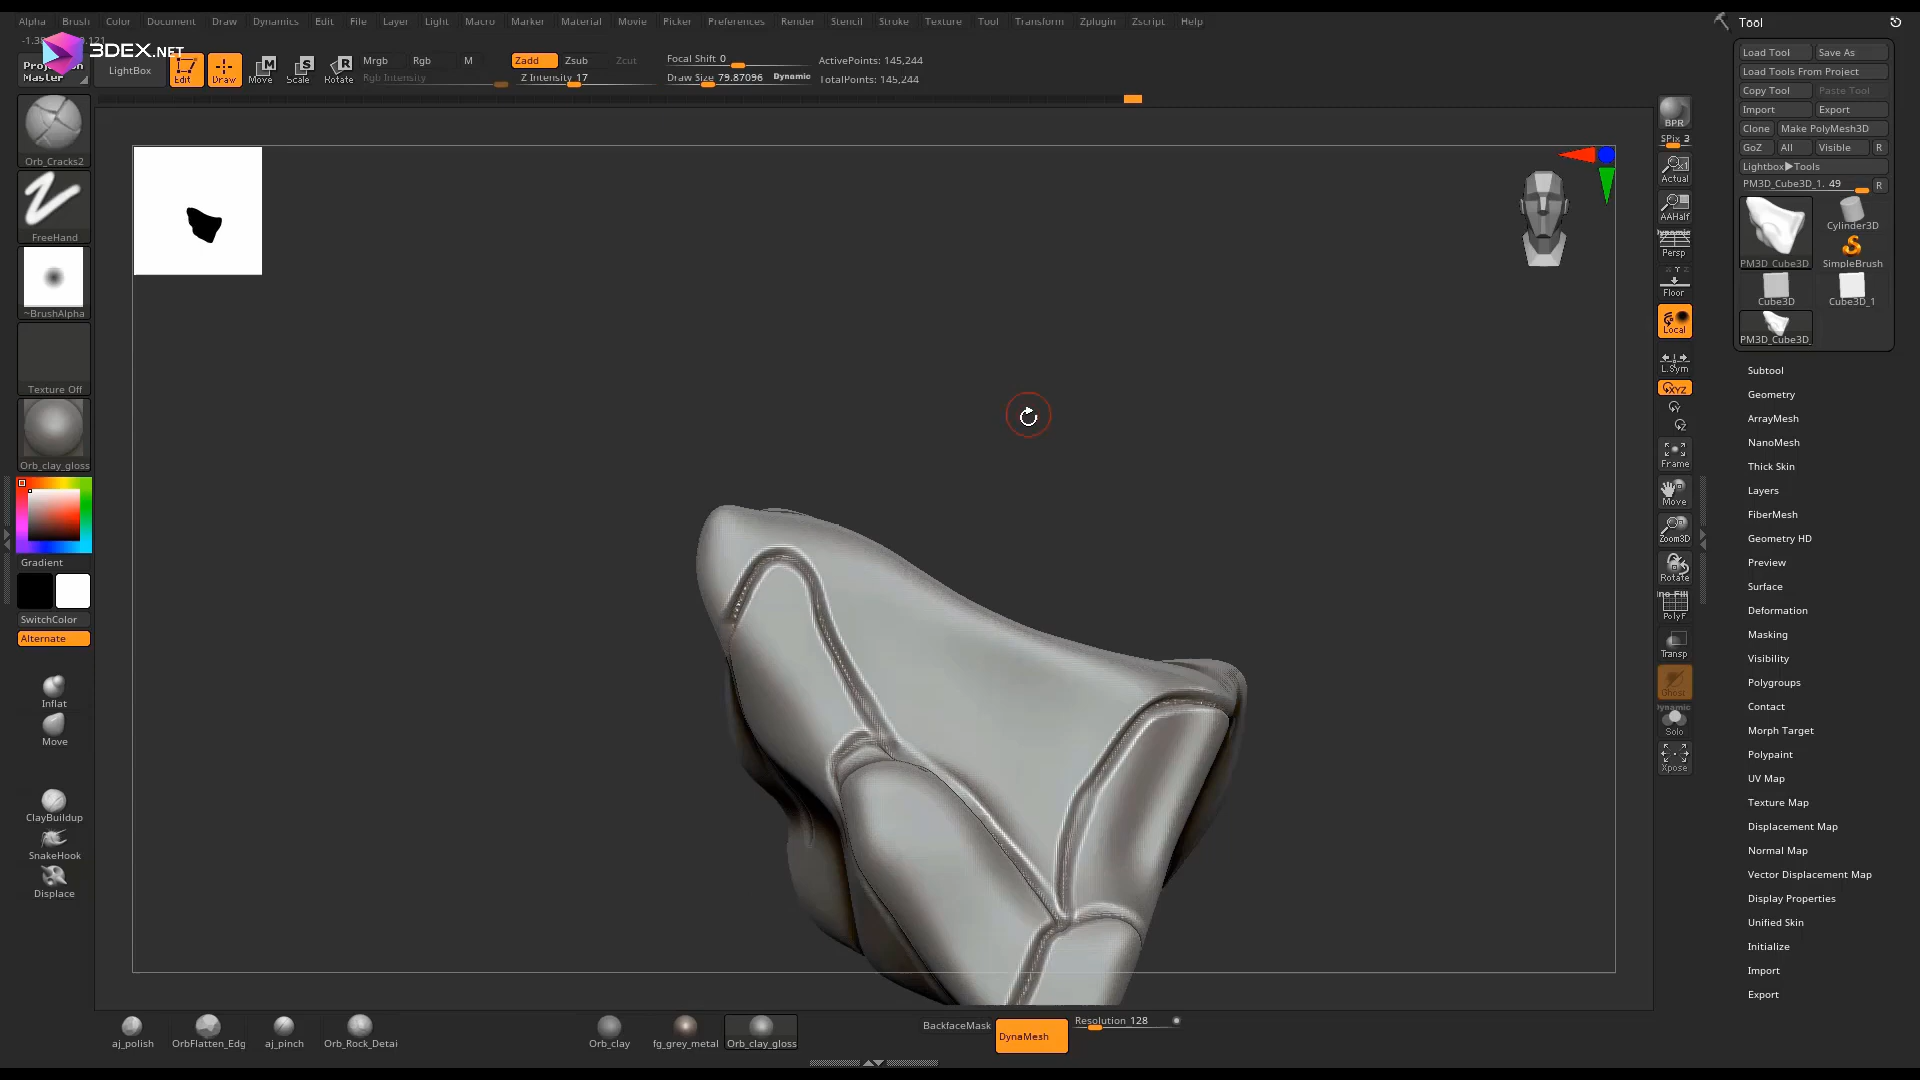 Alpha Brush Color Document Draw Dynamics Edit File Layer Light Macro Marker Material Movie Picker Preferences Render Stencil Stroke Texture Tool Transform Zplugin Zscript Help
3DEX.NET
Master
LightBox
Edit
Draw
Move
Scale
Rotate
Mrgb Rgb M
Rgb Intensity
Zadd Zsub Zcut
Z Intensity 17
Focal Shift 0
Draw Size 79.87096 Dynamic
ActivePoints: 145,244
TotalPoints: 145,244
Orb_Cracks2
FreeHand
~BrushAlpha
Texture Off
Orb_clay_gloss
Gradient
SwitchColor
Alternate
Inflat
Move
ClayBuildup
SnakeHook
Displace
BPR
SPix 3
Actual
AAHalf
Dynamic
Persp
Floor
Local
L.Sym
XYZ
Frame
Move
Zoom3D
Rotate
PolyF
Transp
Ghost
Dynamic
Solo
Xpose
Tool
Load Tool Save As
Load Tools From Project
Copy Tool Paste Tool
Import Export
Clone Make PolyMesh3D
GoZ All Visible R
Lightbox▶Tools
PM3D_Cube3D_1. 49 R
PM3D_Cube3D
Cylinder3D
SimpleBrush
Cube3D
Cube3D_1
PM3D_Cube3D_
Subtool
Geometry
ArrayMesh
NanoMesh
Thick Skin
Layers
FiberMesh
Geometry HD
Preview
Surface
Deformation
Masking
Visibility
Polygroups
Contact
Morph Target
Polypaint
UV Map
Texture Map
Displacement Map
Normal Map
Vector Displacement Map
Display Properties
Unified Skin
Initialize
Import
Export
aj_polish
OrbFlatten_Edg
aj_pinch
Orb_Rock_Detai
Orb_clay
fg_grey_metal
Orb_clay_gloss
BackfaceMask
DynaMesh
Resolution 128